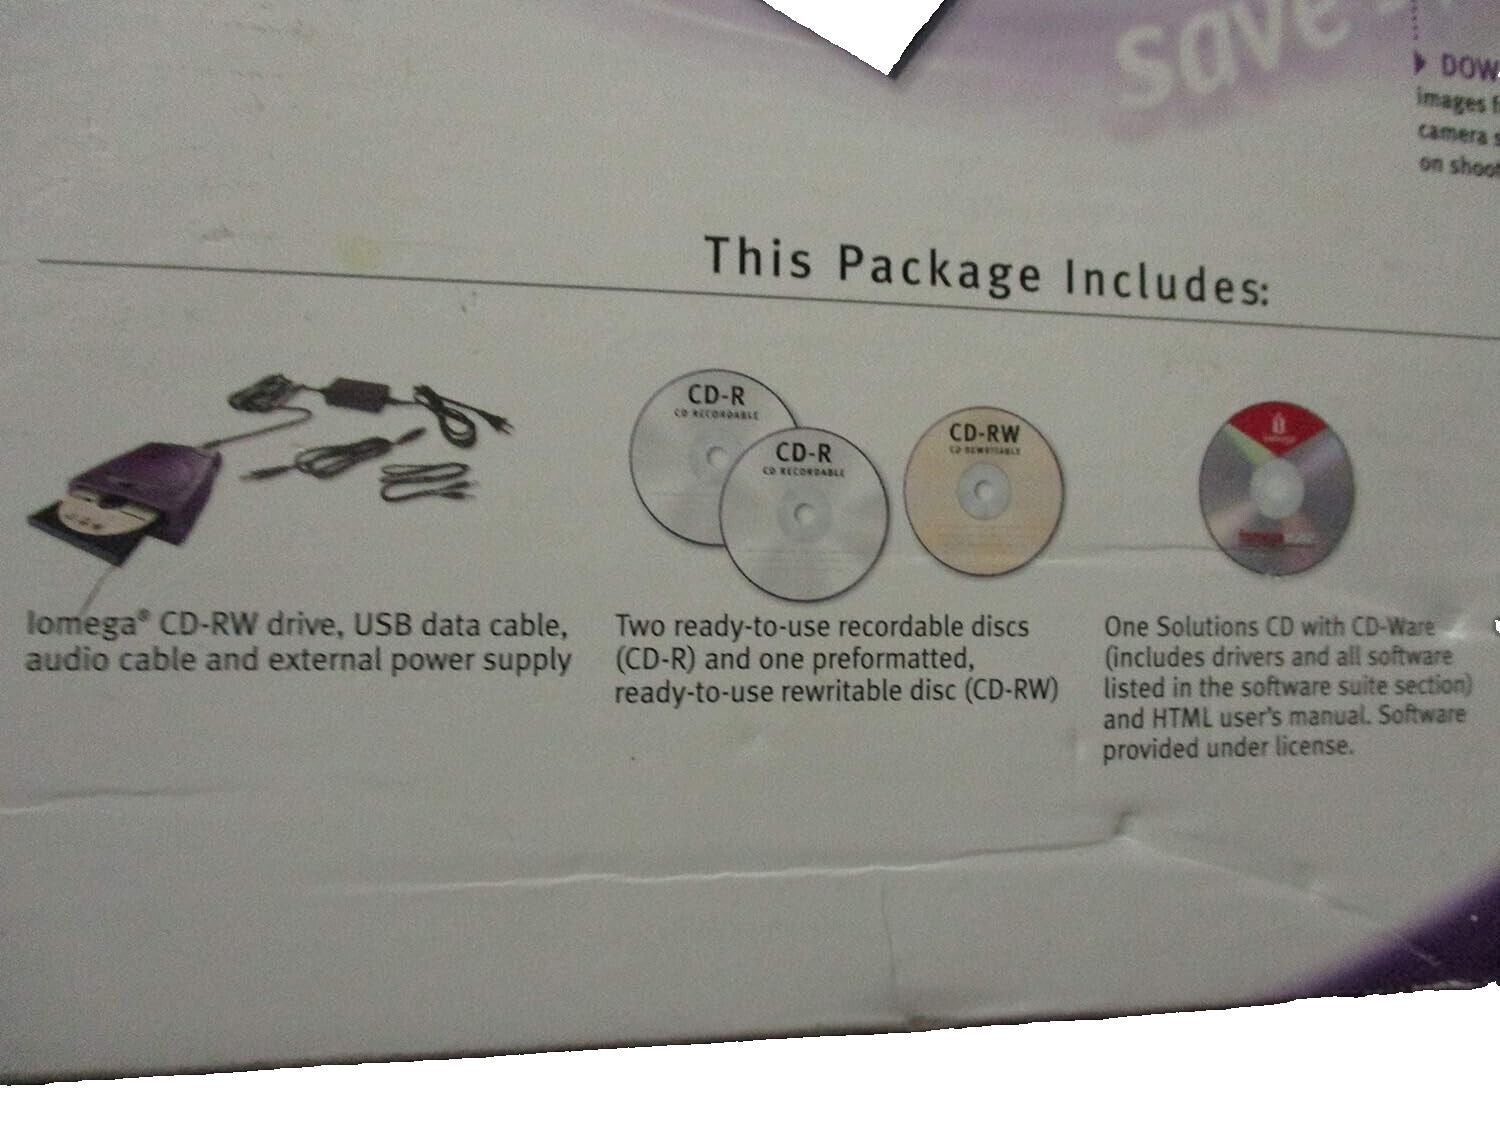 save
DOW
images f
camera s
on shoot
This Package Includes:
CD-R
CD RECORDABLE
CD-R
CD RECORDABLE
CD-RW
CD REWRITABLE
Iomega® CD-RW drive, USB data cable,
audio cable and external power supply
Two ready-to-use recordable discs
(CD-R) and one preformatted,
ready-to-use rewritable disc (CD-RW)
One Solutions CD with CD-Ware
(includes drivers and all software
listed in the software suite section)
and HTML user's manual. Software
provided under license.